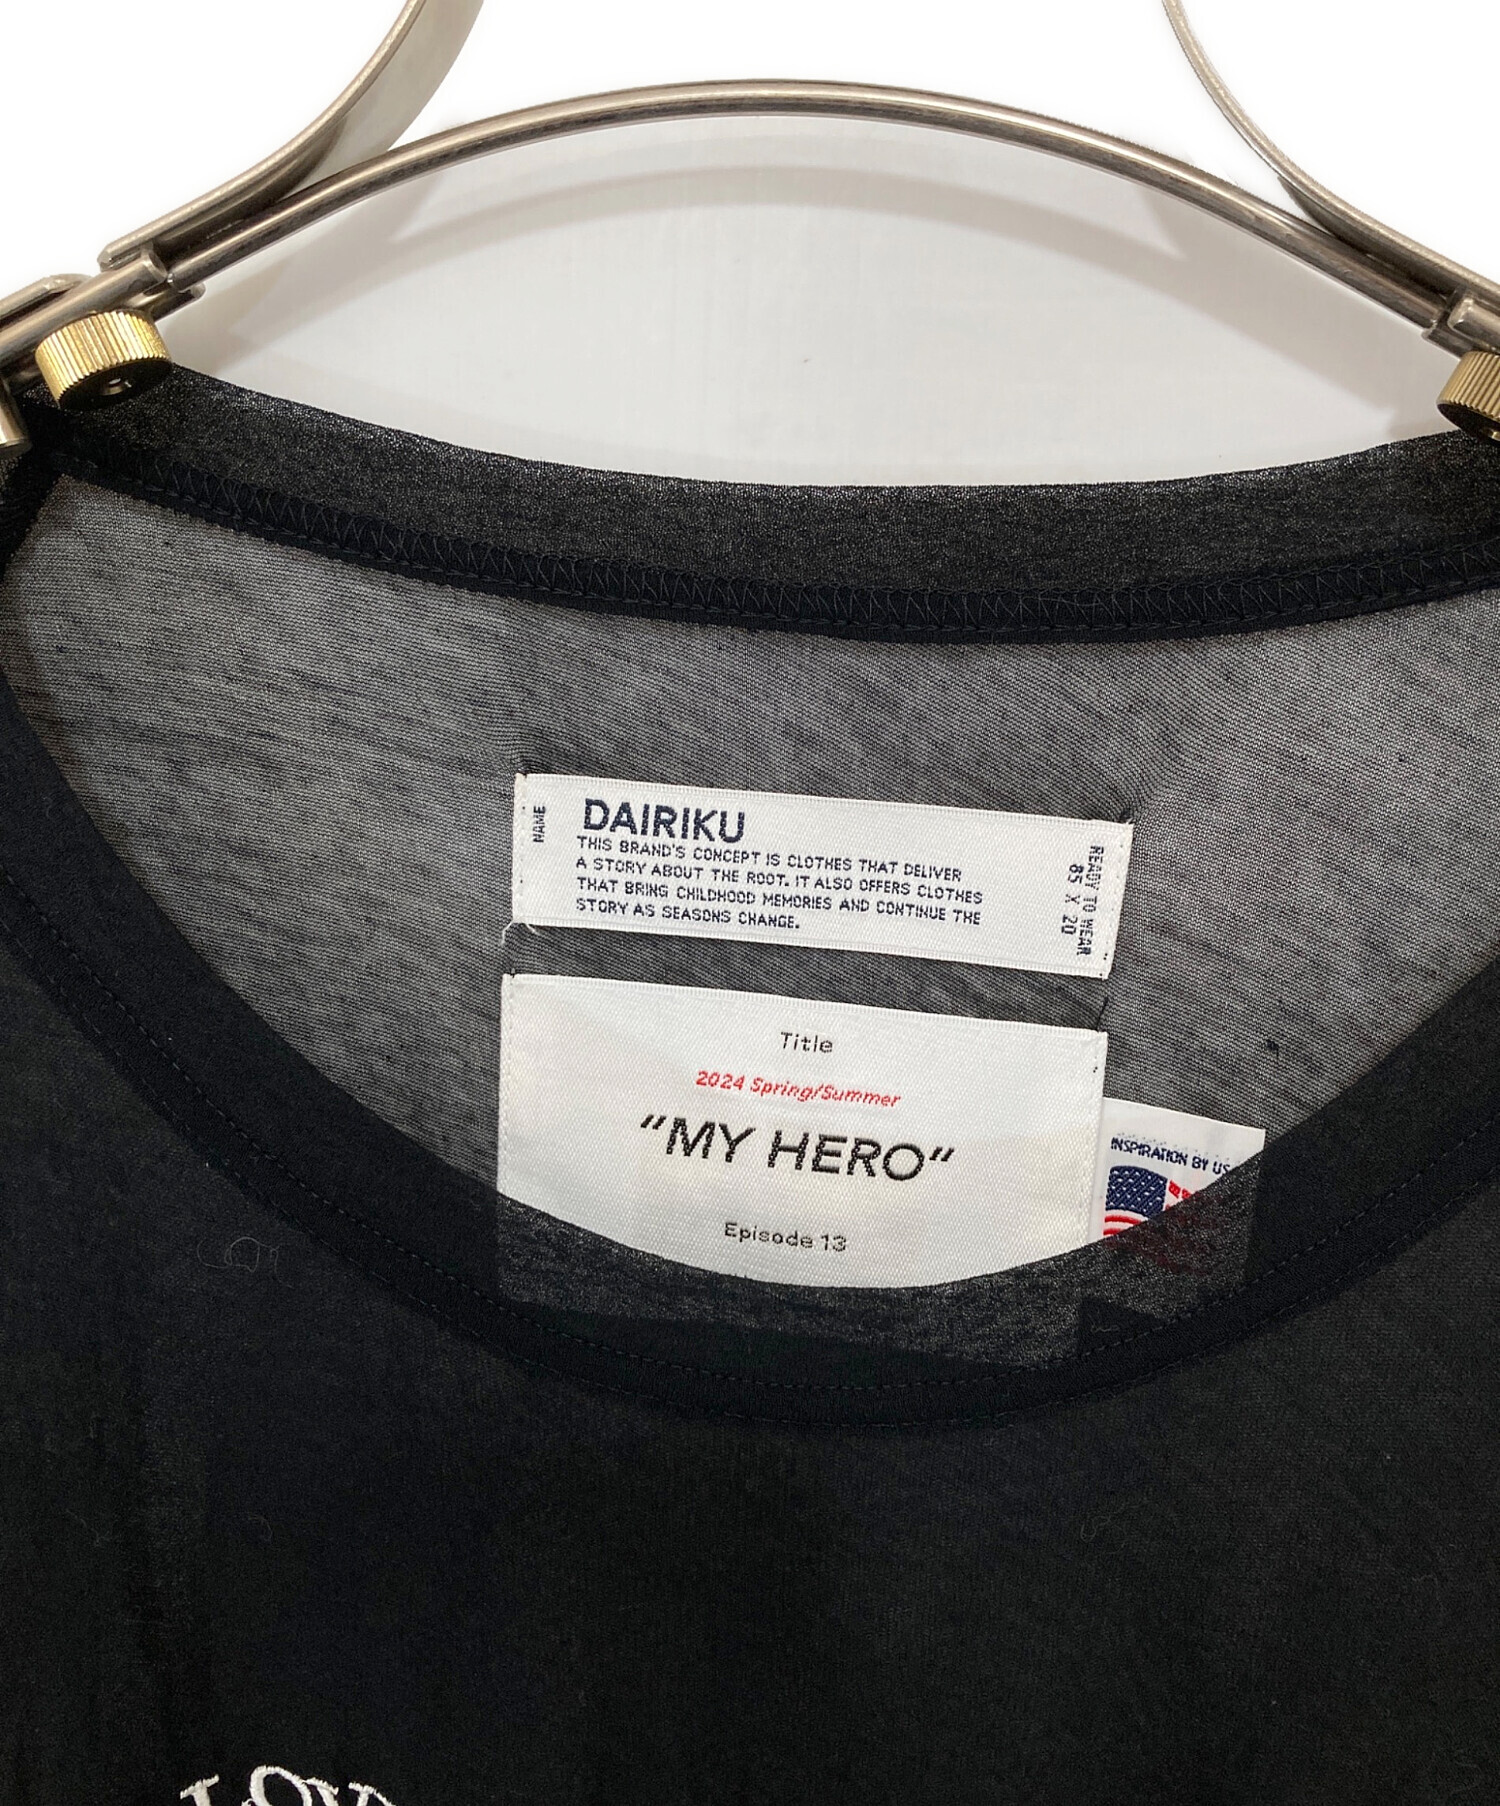 NAME
DAIRIKU
THIS BRAND'S CONCEPT IS CLOTHES THAT DELIVER
A STORY ABOUT THE ROOT. IT ALSO OFFERS CLOTHES
THAT BRING CHILDHOOD MEMORIES AND CONTINUE THE
STORY AS SEASONS CHANGE.
READY TO WEAR
85 X 20
Title
2024 Spring/Summer
“MY HERO“
Episode 13
INSPIRATION BY US